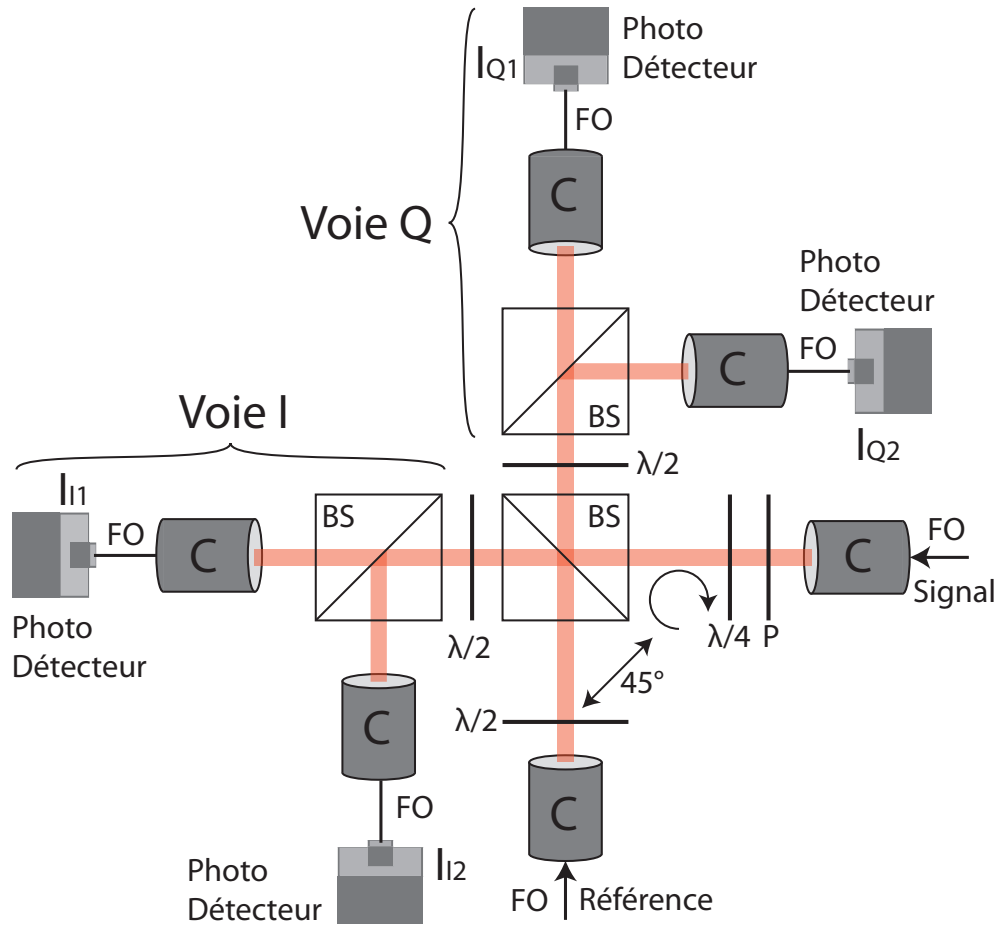 Photo
Détecteur
IQ1
FO
C
Voie Q
Photo
Détecteur
FO
C
BS
IQ2
Voie I
λ/2
II1
BS
BS
FO
C
FO
C
Signal
λ/2
λ/4
P
Photo
Détecteur
45°
C
λ/2
FO
C
Photo
Détecteur
II2
FO
Référence